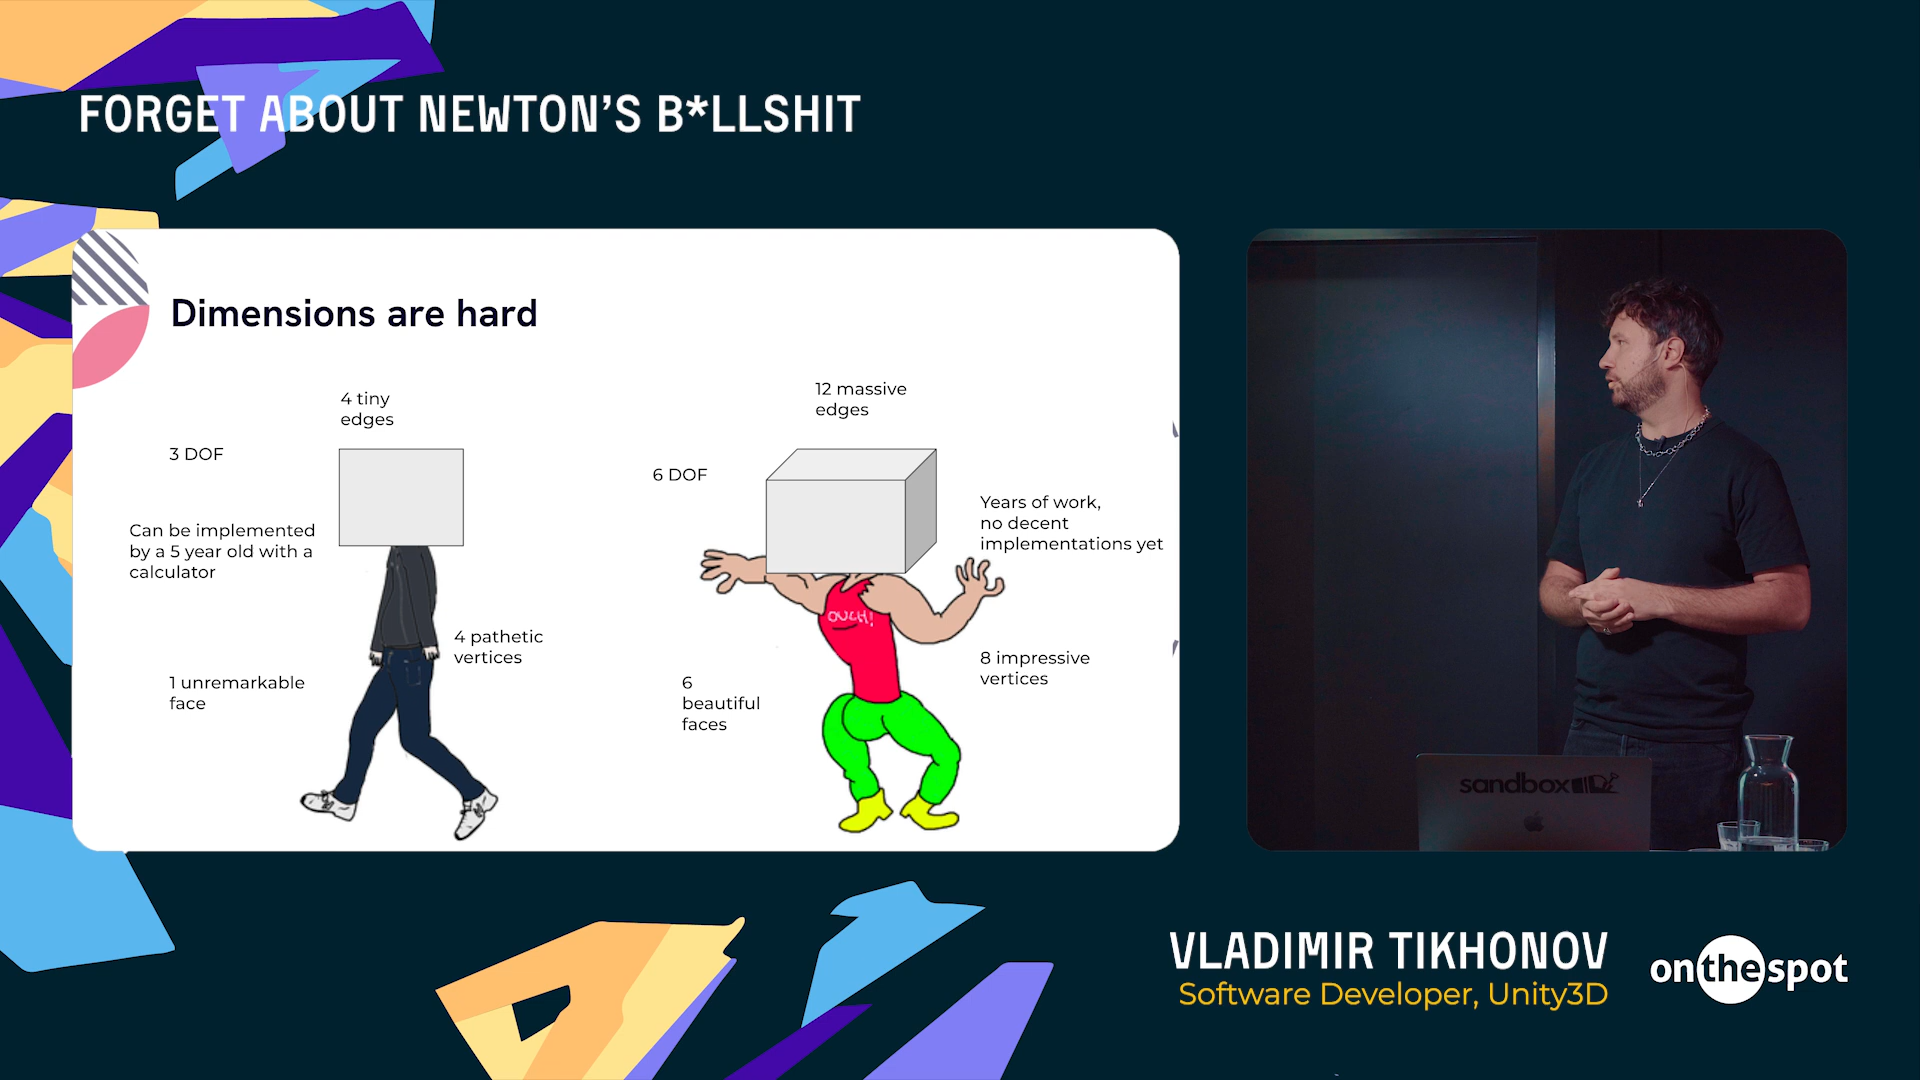 FORGET ABOUT NEWTON'S B*LLSHIT
Dimensions are hard
4 tiny
edges
3 DOF
Can be implemented
by a 5 year old with a
calculator
4 pathetic
vertices
1 unremarkable
face
12 massive
edges
6 DOF
Years of work,
no decent
implementations yet
OUCH!
8 impressive
vertices
6
beautiful
faces
sandbox
VLADIMIR TIKHONOV
Software Developer, Unity3D
onthespot